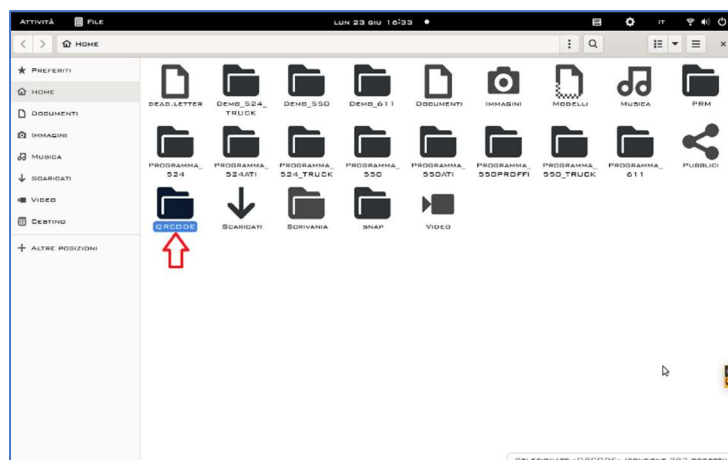 Attività File LUN 23 GIU 16:33 IT
Home
Preferiti
Home
Documenti
Immagini
Musica
Scaricati
Video
Cestino
Altre posizioni
dead.letter Demo_524_ Demo_550 Demo_611 Documenti Immagini Modelli Musica PRM
TRUCK
Programma_ Programma_ Programma_ Programma_ Programma_ Programma_ Programma_ Programma_ Pubblici
524 524ATI 524_TRUCK 550 550ATI 550PROFFI 550_TRUCK 611
QRCODE Scaricati Scrivania snap Video